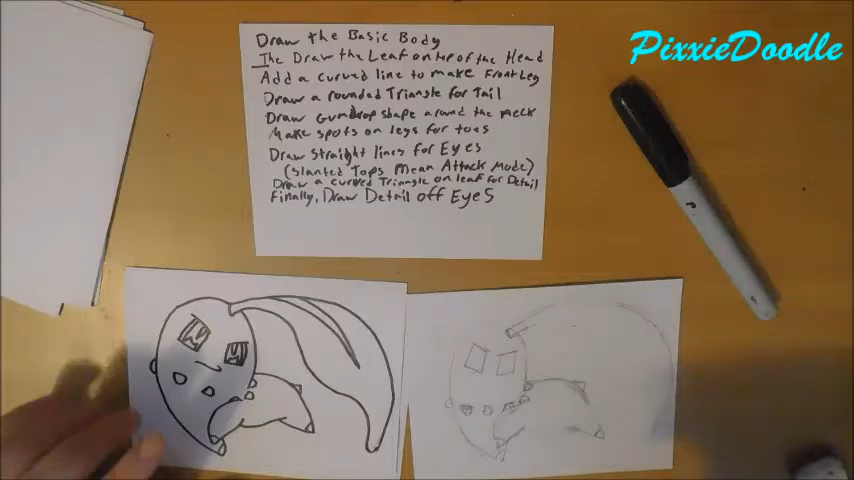 PixxieDoodle
Draw the Basic Body
The Draw the Leaf on top of the Head
Add a curved line to make Front Leg
Draw a rounded Triangle for Tail
Draw Gumdrop shape around the neck
Make spots on legs for toes
Draw straight lines for Eyes
(slanted Tops Mean Attack Mode)
Draw a curved Triangle on leaf for Detail
Finally, Draw Detail off Eyes